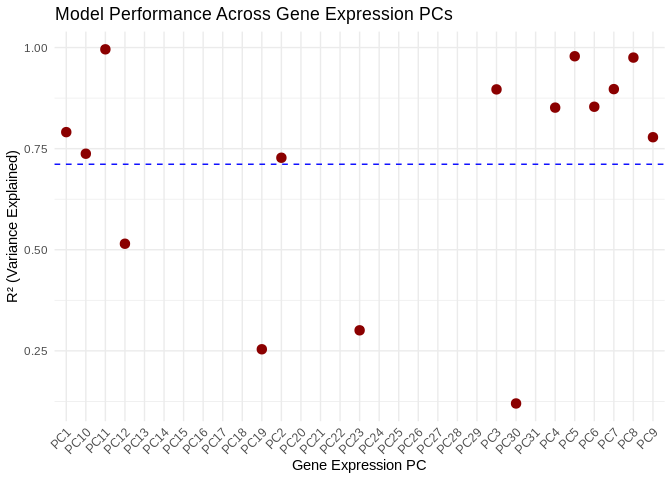 Model Performance Across Gene Expression PCs
R² (Variance Explained)
1.00
0.75
0.50
0.25
PC1 PC10 PC11 PC12 PC13 PC14 PC15 PC16 PC17 PC18 PC19 PC2 PC20 PC21 PC22 PC23 PC24 PC25 PC26 PC27 PC28 PC29 PC3 PC30 PC31 PC4 PC5 PC6 PC7 PC8 PC9
Gene Expression PC